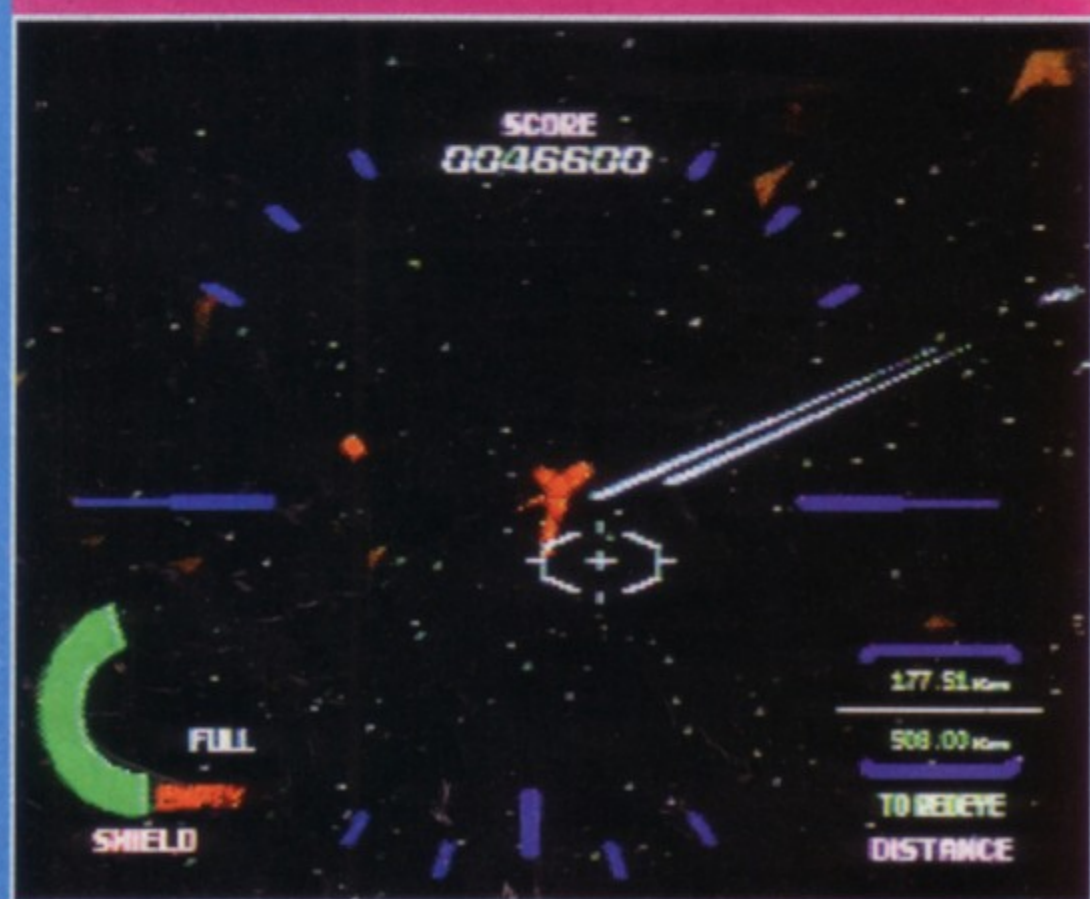 SCORE
0046600
177.51 Km
508.00 Km
FULL
EMPTY
TO REDEYE
SHIELD
DISTANCE